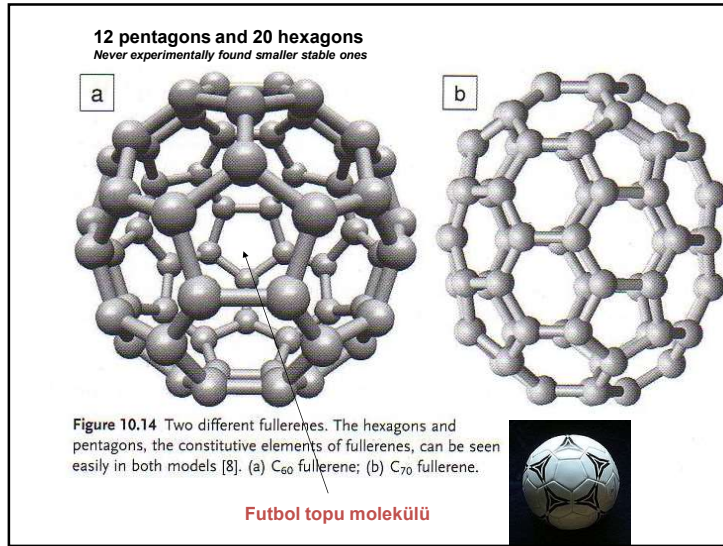 12 pentagons and 20 hexagons
Never experimentally found smaller stable ones
a
b
Figure 10.14 Two different fullerenes. The hexagons and
pentagons, the constitutive elements of fullerenes, can be seen
easily in both models [8]. (a) C₆₀ fullerene; (b) C₇₀ fullerene.
Futbol topu molekülü